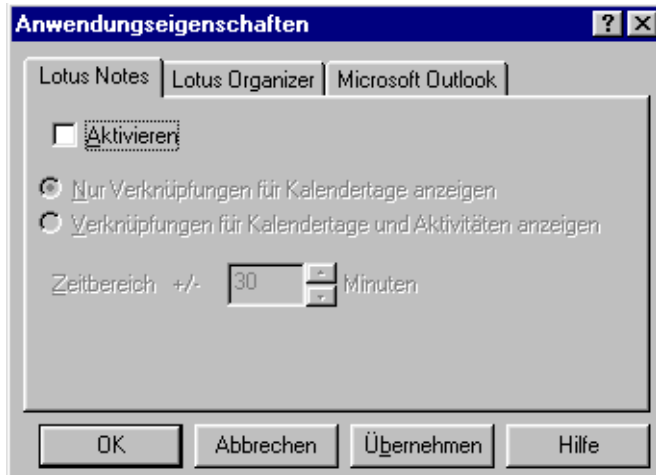 Anwendungseigenschaften
Lotus Notes Lotus Organizer Microsoft Outlook
Aktivieren
Nur Verknüpfungen für Kalendertage anzeigen
Verknüpfungen für Kalendertage und Aktivitäten anzeigen
Zeitbereich +/- 30 Minuten
OK Abbrechen Übernehmen Hilfe